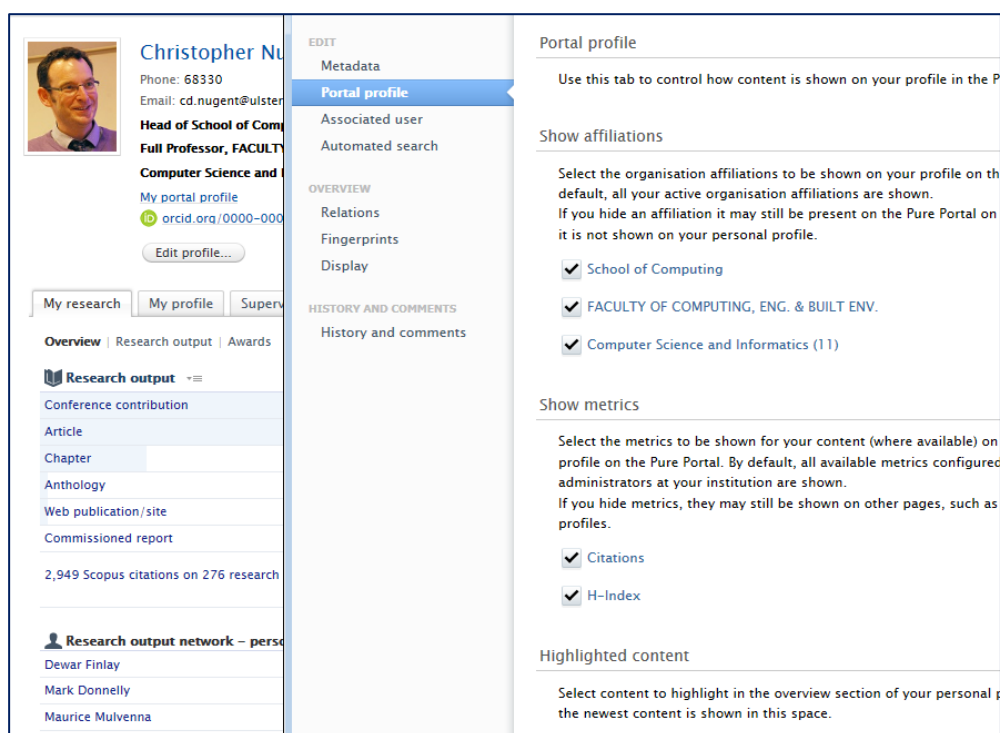 Christopher Nu
Phone: 68330
Email: cd.nugent@ulster
Head of School of Comp
Full Professor, FACULTY
Computer Science and I
My portal profile
iD orcid.org/0000-000
Edit profile...
My research My profile Superv
Overview | Research output | Awards
Research output
Conference contribution
Article
Chapter
Anthology
Web publication/site
Commissioned report
2,949 Scopus citations on 276 research
Research output network – perso
Dewar Finlay
Mark Donnelly
Maurice Mulvenna
EDIT
Metadata
Portal profile
Associated user
Automated search
OVERVIEW
Relations
Fingerprints
Display
HISTORY AND COMMENTS
History and comments
Portal profile
Use this tab to control how content is shown on your profile in the P
Show affiliations
Select the organisation affiliations to be shown on your profile on th
default, all your active organisation affiliations are shown.
If you hide an affiliation it may still be present on the Pure Portal on
it is not shown on your personal profile.
School of Computing
FACULTY OF COMPUTING, ENG. & BUILT ENV.
Computer Science and Informatics (11)
Show metrics
Select the metrics to be shown for your content (where available) on
profile on the Pure Portal. By default, all available metrics configured
administrators at your institution are shown.
If you hide metrics, they may still be shown on other pages, such as
profiles.
Citations
H-Index
Highlighted content
Select content to highlight in the overview section of your personal p
the newest content is shown in this space.